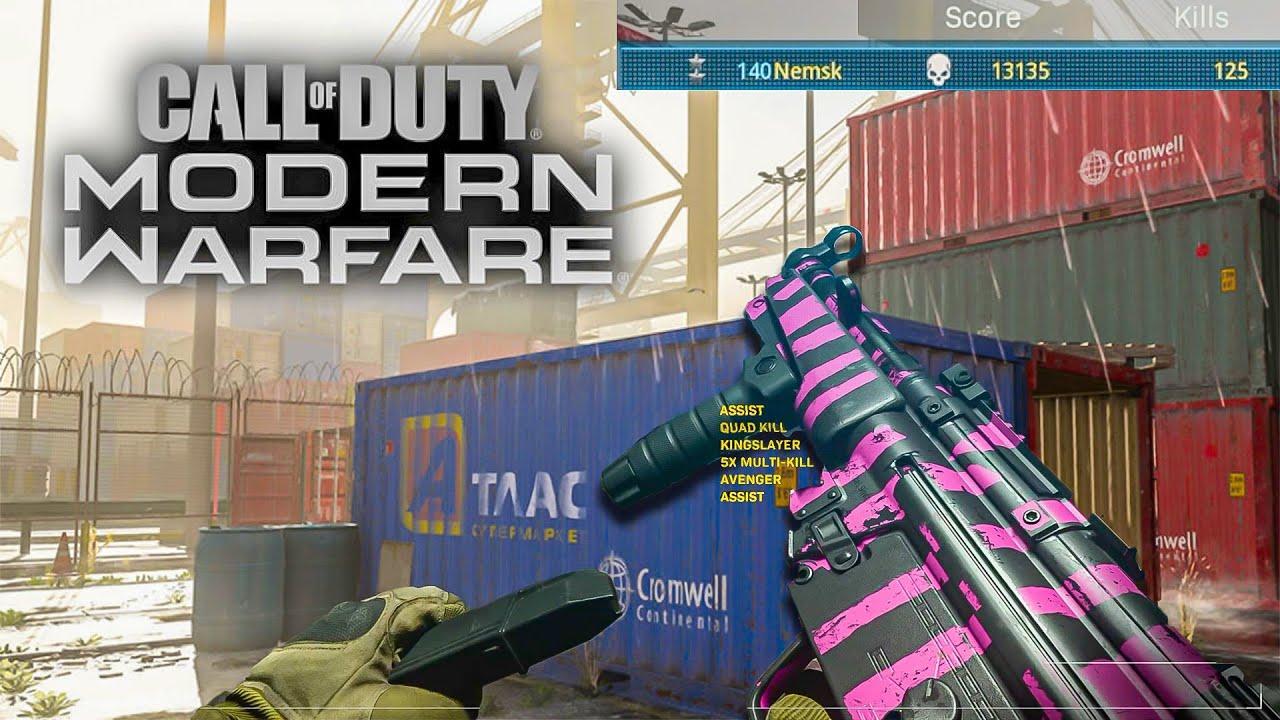 Score Kills
140 Nemsk 13135 125
CALL OF DUTY®
MODERN
WARFARE®
Cromwell
Continental
ASSIST
QUAD KILL
KINGSLAYER
5X MULTI-KILL
AVENGER
ASSIST
A
TAAC
CYBERMARKET
Cromwell
Continental